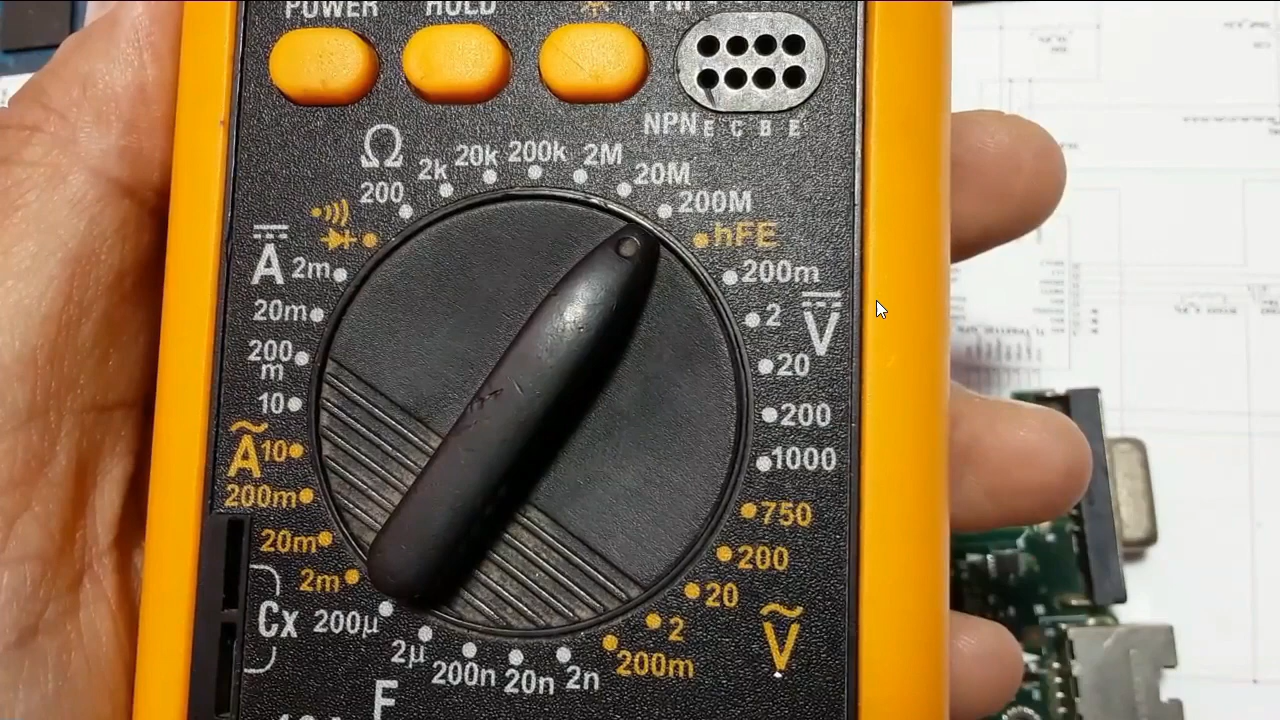 POWER HOLD
NPN E C B E
Ω
200
2k
20k
200k
2M
20M
200M
hFE
200m
2
20
200
1000
V
750
200
20
2
200m
V
A
2m
20m
200
m
10
A
10
200m
20m
2m
Cx
200µ
2µ
200n
20n
2n
F